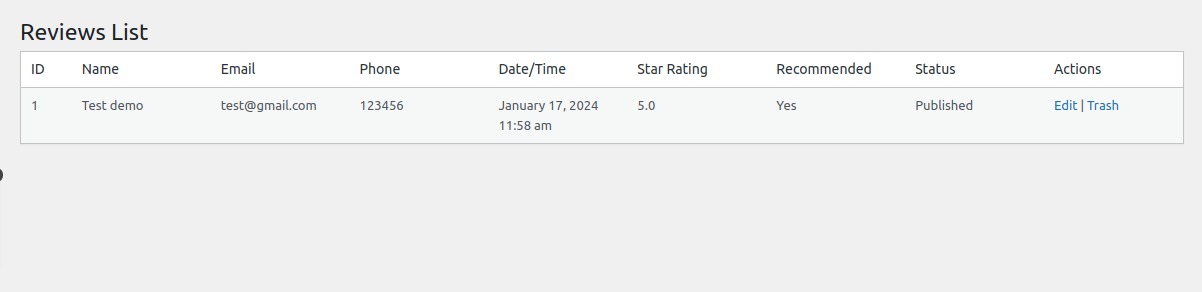 Reviews List
ID Name Email Phone Date/Time Star Rating Recommended Status Actions
1 Test demo test@gmail.com 123456 January 17, 2024 5.0 Yes Published Edit | Trash
11:58 am